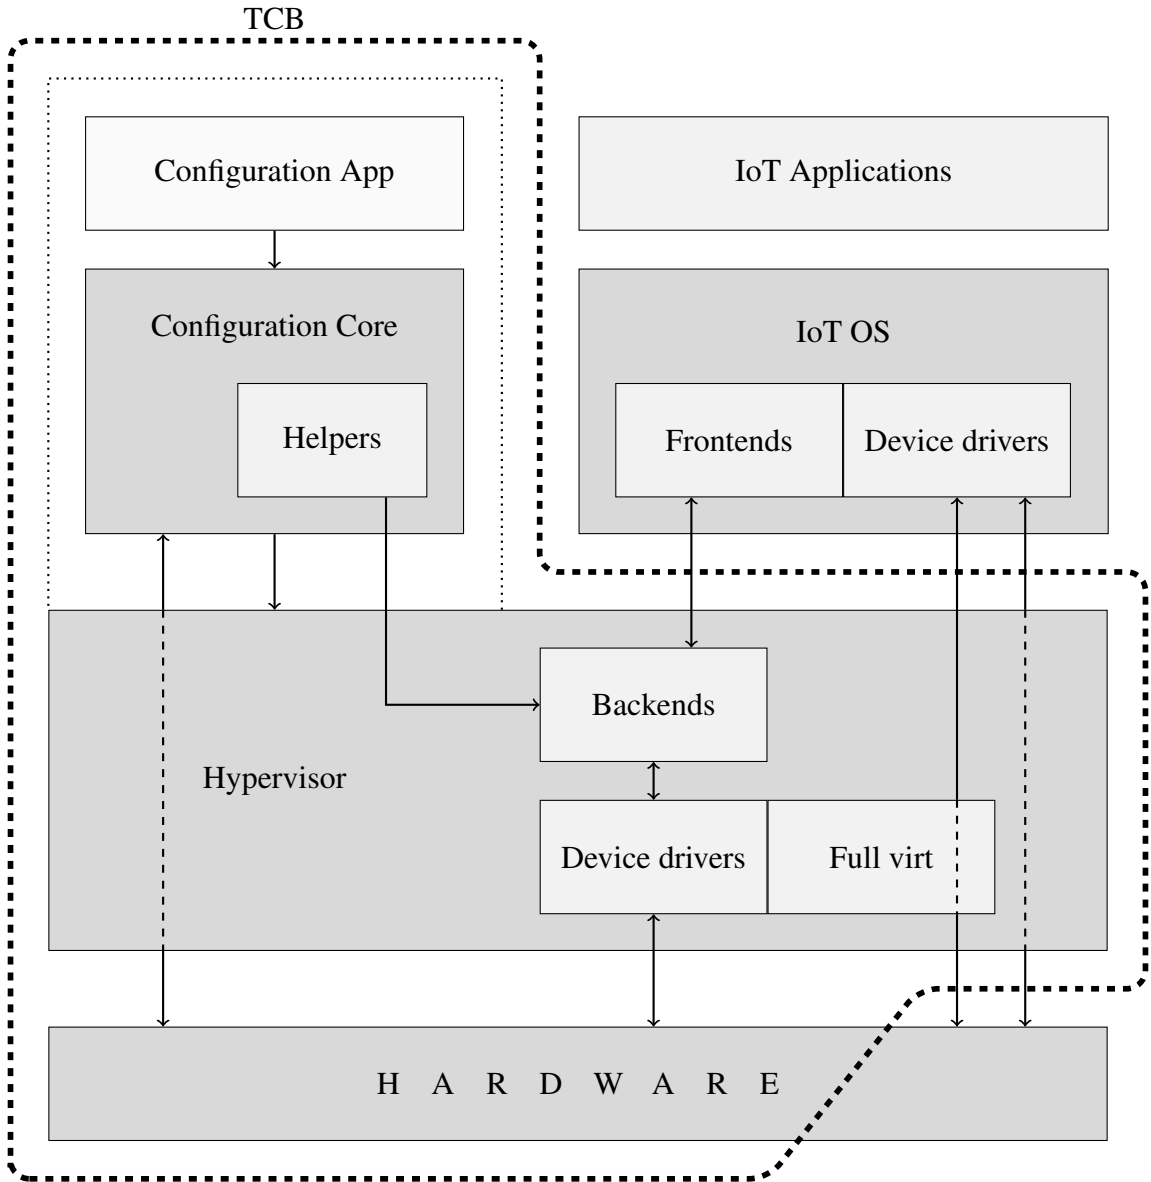 TCB
Configuration App
IoT Applications
Configuration Core
IoT OS
Helpers
Frontends
Device drivers
Backends
Hypervisor
Device drivers
Full virt
H A R D W A R E